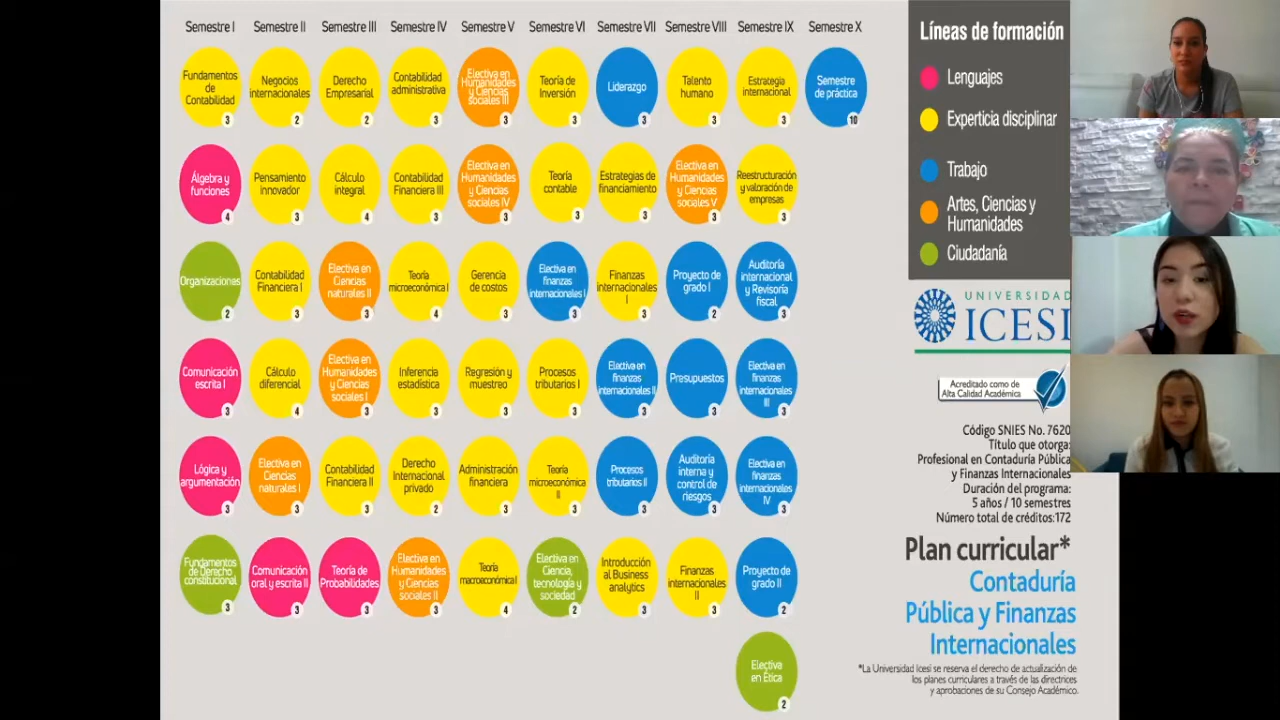 Semestre I
Semestre II
Semestre III
Semestre IV
Semestre V
Semestre VI
Semestre VII
Semestre VIII
Semestre IX
Semestre X
Fundamentos
de
Contabilidad
3
Negocios
internacionales
2
Derecho
Empresarial
2
Contabilidad
administrativa
3
Electiva en
Humanidades
y Ciencias
sociales III
3
Teoría de
Inversión
3
Liderazgo
3
Talento
humano
3
Estrategia
internacional
3
Semestre
de práctica
10
Álgebra y
funciones
4
Pensamiento
Innovador
3
Cálculo
integral
4
Contabilidad
Financiera III
3
Electiva en
Humanidades
y Ciencias
sociales IV
3
Teoría
contable
3
Estrategias de
financiamiento
3
Electiva en
Humanidades
y Ciencias
sociales V
3
Reestructuración
y valoración de
empresas
3
Organizaciones
2
Contabilidad
Financiera I
3
Electiva en
Ciencias
naturales II
3
Teoría
microeconómica I
4
Gerencia
de costos
3
Electiva en
finanzas
internacionales I
3
Finanzas
internacionales
I
3
Proyecto de
grado I
2
Auditoría
internacional
y Revisoría
fiscal
3
Comunicación
escrita I
3
Cálculo
diferencial
4
Electiva en
Humanidades
y Ciencias
sociales I
3
Inferencia
estadística
3
Regresión y
muestreo
3
Procesos
tributarios I
3
Electiva en
finanzas
internacionales II
3
Presupuestos
3
Electiva en
finanzas
internacionales
III
3
Lógica y
argumentación
3
Electiva en
Ciencias
naturales I
3
Contabilidad
Financiera II
3
Derecho
Internacional
privado
2
Administración
financiera
3
Teoría
microeconómica
II
3
Procesos
tributarios II
3
Auditoría
interna y
control de
riesgos
3
Electiva en
finanzas
internacionales
IV
3
Fundamentos
de Derecho
constitucional
3
Comunicación
oral y escrita II
3
Teoría de
Probabilidades
3
Electiva en
Humanidades
y Ciencias
sociales II
3
Teoría
macroeconómica I
4
Electiva en
Ciencia,
tecnología y
sociedad
2
Introducción
al Business
analytics
3
Finanzas
internacionales
II
3
Proyecto de
grado II
2
Electiva
en Ética
2
Líneas de formación
Lenguajes
Experticia disciplinar
Trabajo
Artes, Ciencias y
Humanidades
Ciudadanía
UNIVERSIDAD
ICESI
Acreditado como de
Alta Calidad Académica
Código SNIES No. 7620
Título que otorga:
Profesional en Contaduría Pública
y Finanzas Internacionales
Duración del programa:
5 años / 10 semestres
Número total de créditos:172
Plan curricular*
Contaduría
Pública y Finanzas
Internacionales
*La Universidad Icesi se reserva el derecho de actualización de
los planes curriculares a través de las directrices
y aprobaciones de su Consejo Académico.